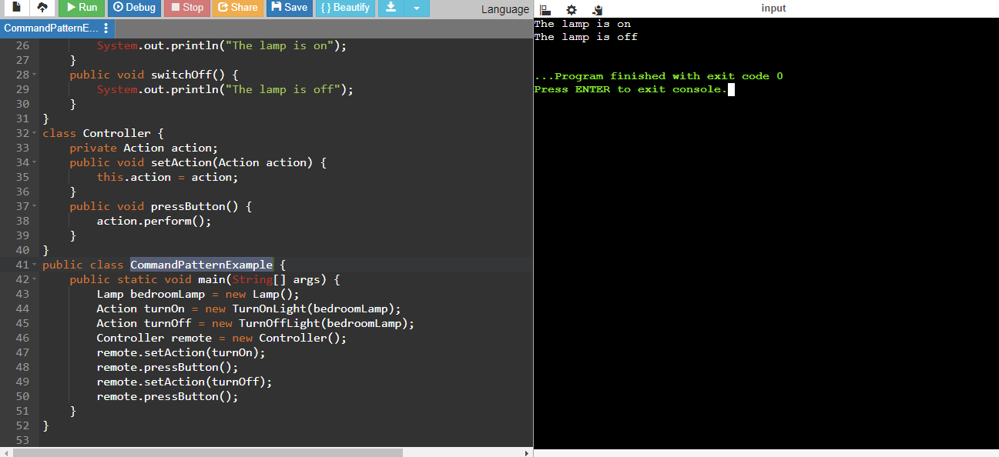 Run Debug Stop Share Save { } Beautify Language
CommandPatternE...
26 System.out.println("The lamp is on");
27 }
28 public void switchOff() {
29 System.out.println("The lamp is off");
30 }
31 }
32 class Controller {
33 private Action action;
34 public void setAction(Action action) {
35 this.action = action;
36 }
37 public void pressButton() {
38 action.perform();
39 }
40 }
41 public class CommandPatternExample {
42 public static void main(String[] args) {
43 Lamp bedroomLamp = new Lamp();
44 Action turnOn = new TurnOnLight(bedroomLamp);
45 Action turnOff = new TurnOffLight(bedroomLamp);
46 Controller remote = new Controller();
47 remote.setAction(turnOn);
48 remote.pressButton();
49 remote.setAction(turnOff);
50 remote.pressButton();
51 }
52 }
53
input
The lamp is on
The lamp is off
...Program finished with exit code 0
Press ENTER to exit console.